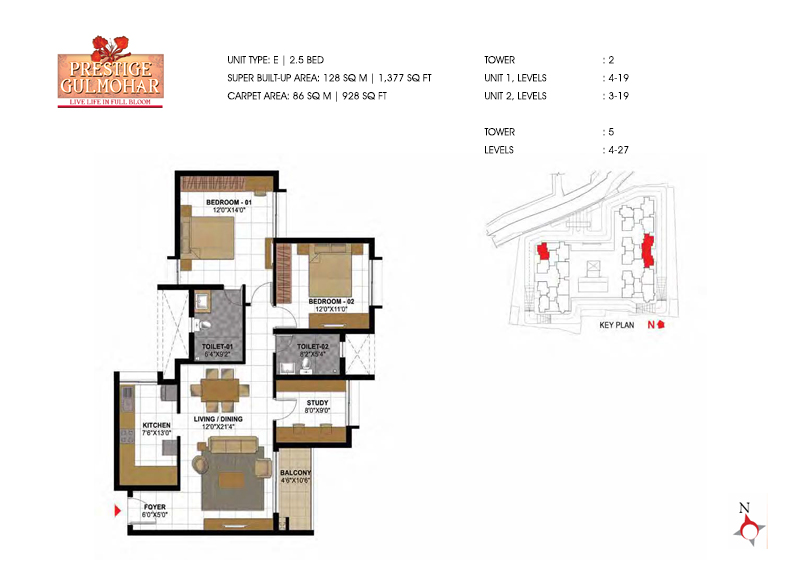 PRESTIGE
GULMOHAR
LIVE LIFE IN FULL BLOOM
UNIT TYPE: E | 2.5 BED
SUPER BUILT-UP AREA: 128 SQ M | 1,377 SQ FT
CARPET AREA: 86 SQ M | 928 SQ FT
TOWER : 2
UNIT 1, LEVELS : 4-19
UNIT 2, LEVELS : 3-19
TOWER : 5
LEVELS : 4-27
BEDROOM - 01
12'0"X14'0"
BEDROOM - 02
12'0"X11'0"
TOILET-01
6'4"X9'2"
TOILET-02
8'2"X5'4"
STUDY
8'0"X9'0"
LIVING / DINING
12'0"X21'4"
KITCHEN
7'6"X13'0"
BALCONY
4'6"X10'6"
FOYER
6'0"X5'0"
KEY PLAN N
N